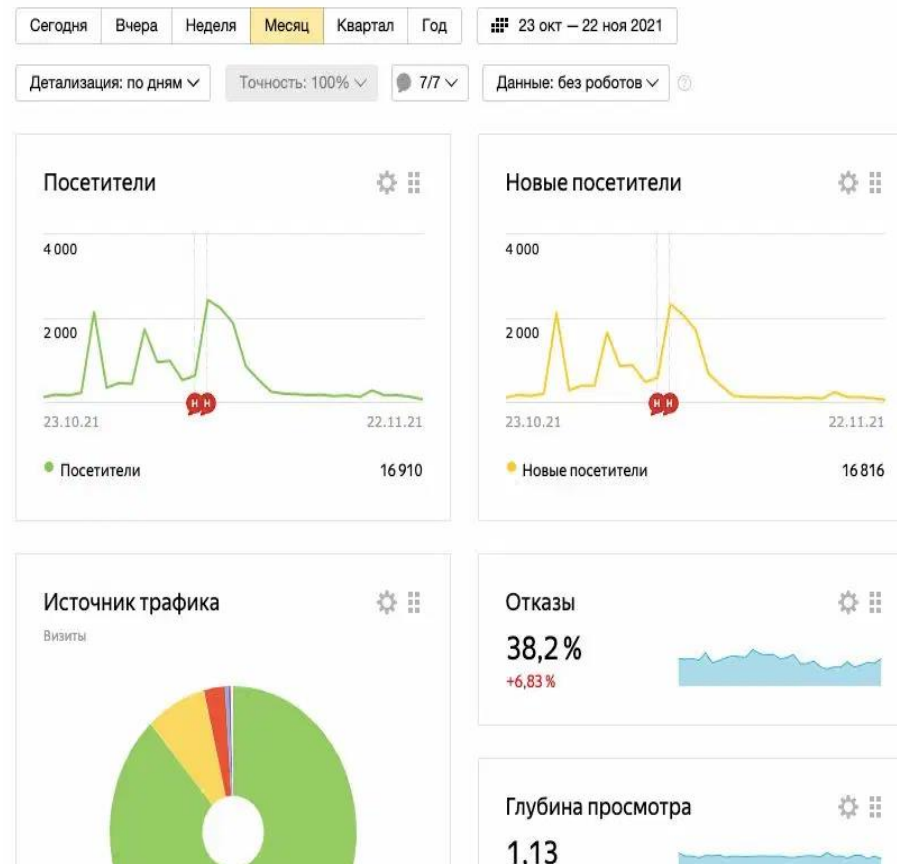 Сегодня Вчера Неделя Месяц Квартал Год 23 окт — 22 ноя 2021
Детализация: по дням Точность: 100% 7/7 Данные: без роботов ?
Посетители
4 000
2 000
Н Н
23.10.21 22.11.21
Посетители 16 910
Новые посетители
4 000
2 000
Н Н
23.10.21 22.11.21
Новые посетители 16 816
Источник трафика
Визиты
Отказы
38,2 %
+6,83 %
Глубина просмотра
1,13